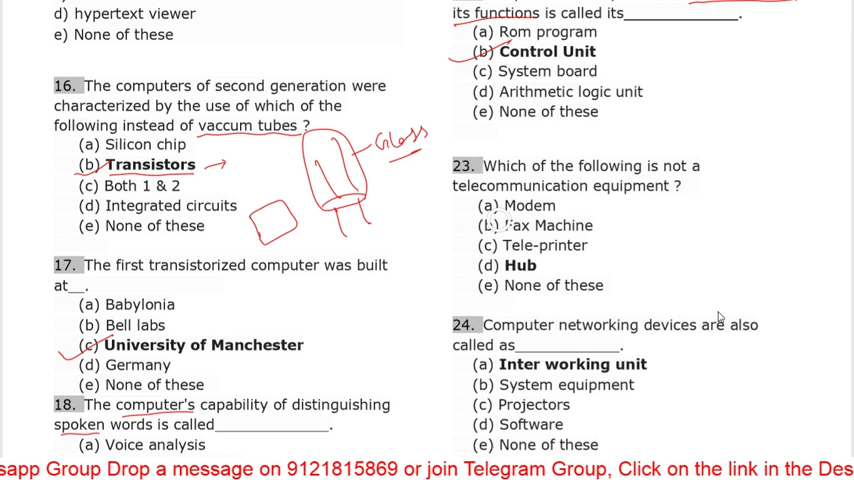 d) hypertext viewer
e) None of these
16. The computers of second generation were
characterized by the use of which of the
following instead of vaccum tubes ?
(a) Silicon chip
(b) Transistors
(c) Both 1 & 2
(d) Integrated circuits
(e) None of these
Glass
17. The first transistorized computer was built
at__.
(a) Babylonia
(b) Bell labs
(c) University of Manchester
(d) Germany
(e) None of these
18. The computer's capability of distinguishing
spoken words is called______________.
(a) Voice analysis
its functions is called its______________.
(a) Rom program
(b) Control Unit
(c) System board
(d) Arithmetic logic unit
(e) None of these
23. Which of the following is not a
telecommunication equipment ?
(a) Modem
(b) Fax Machine
(c) Tele-printer
(d) Hub
(e) None of these
24. Computer networking devices are also
called as_____________.
(a) Inter working unit
(b) System equipment
(c) Projectors
(d) Software
(e) None of these
sapp Group Drop a message on 9121815869 or join Telegram Group, Click on the link in the Des